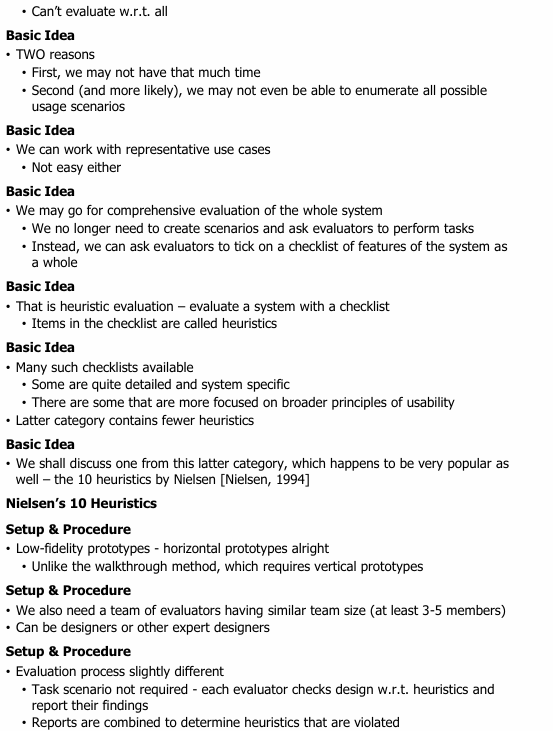 • Can’t evaluate w.r.t. all
Basic Idea
• TWO reasons
• First, we may not have that much time
• Second (and more likely), we may not even be able to enumerate all possible
usage scenarios
Basic Idea
• We can work with representative use cases
• Not easy either
Basic Idea
• We may go for comprehensive evaluation of the whole system
• We no longer need to create scenarios and ask evaluators to perform tasks
• Instead, we can ask evaluators to tick on a checklist of features of the system as
a whole
Basic Idea
• That is heuristic evaluation – evaluate a system with a checklist
• Items in the checklist are called heuristics
Basic Idea
• Many such checklists available
• Some are quite detailed and system specific
• There are some that are more focused on broader principles of usability
• Latter category contains fewer heuristics
Basic Idea
• We shall discuss one from this latter category, which happens to be very popular as
well – the 10 heuristics by Nielsen [Nielsen, 1994]
Nielsen’s 10 Heuristics
Setup & Procedure
• Low-fidelity prototypes - horizontal prototypes alright
• Unlike the walkthrough method, which requires vertical prototypes
Setup & Procedure
• We also need a team of evaluators having similar team size (at least 3-5 members)
• Can be designers or other expert designers
Setup & Procedure
• Evaluation process slightly different
• Task scenario not required - each evaluator checks design w.r.t. heuristics and
report their findings
• Reports are combined to determine heuristics that are violated